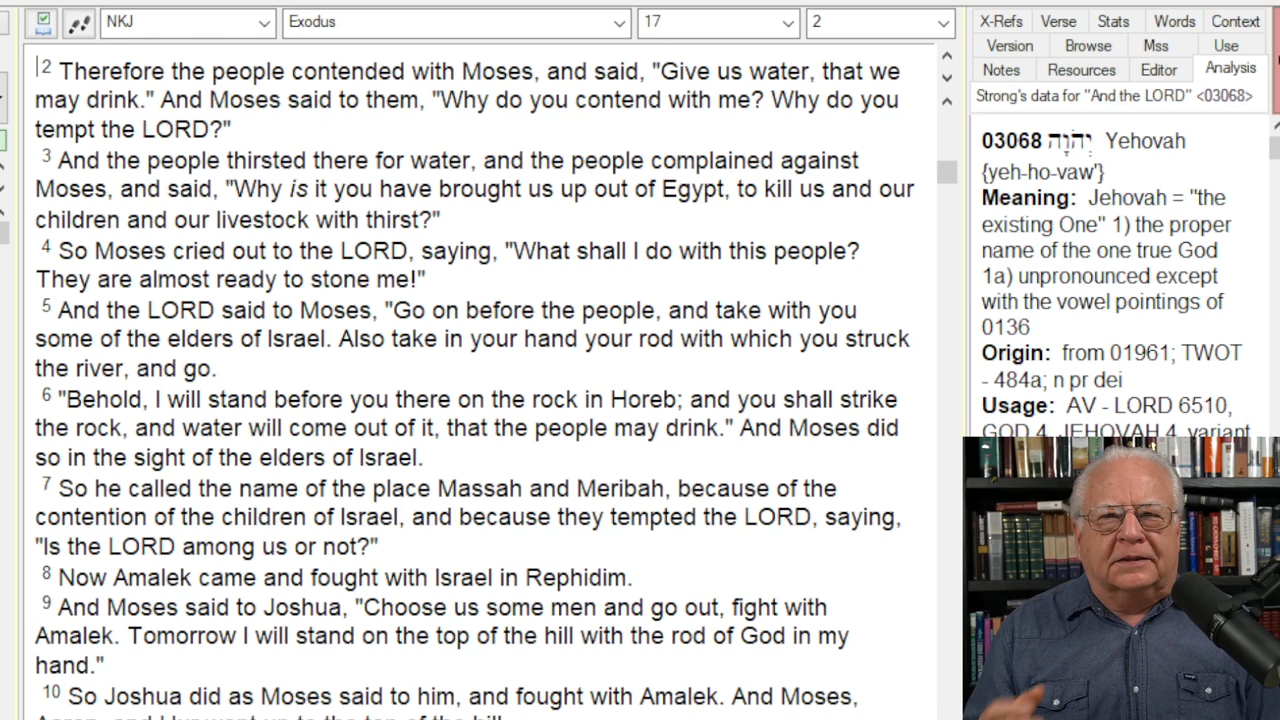 NKJ Exodus 17 2
2 Therefore the people contended with Moses, and said, "Give us water, that we
may drink." And Moses said to them, "Why do you contend with me? Why do you
tempt the LORD?"
3 And the people thirsted there for water, and the people complained against
Moses, and said, "Why is it you have brought us up out of Egypt, to kill us and our
children and our livestock with thirst?"
4 So Moses cried out to the LORD, saying, "What shall I do with this people?
They are almost ready to stone me!"
5 And the LORD said to Moses, "Go on before the people, and take with you
some of the elders of Israel. Also take in your hand your rod with which you struck
the river, and go.
6 "Behold, I will stand before you there on the rock in Horeb; and you shall strike
the rock, and water will come out of it, that the people may drink." And Moses did
so in the sight of the elders of Israel.
7 So he called the name of the place Massah and Meribah, because of the
contention of the children of Israel, and because they tempted the LORD, saying,
"Is the LORD among us or not?"
8 Now Amalek came and fought with Israel in Rephidim.
9 And Moses said to Joshua, "Choose us some men and go out, fight with
Amalek. Tomorrow I will stand on the top of the hill with the rod of God in my
hand."
10 So Joshua did as Moses said to him, and fought with Amalek. And Moses,
X-Refs Verse Stats Words Context
Version Browse Mss Use
Notes Resources Editor Analysis
Strong's data for "And the LORD" <03068>
03068 יְהֹוָה Yehovah
{yeh-ho-vaw'}
Meaning: Jehovah = "the
existing One" 1) the proper
name of the one true God
1a) unpronounced except
with the vowel pointings of
0136
Origin: from 01961; TWOT
- 484a; n pr dei
Usage: AV - LORD 6510,
GOD 4, JEHOVAH 4, variant